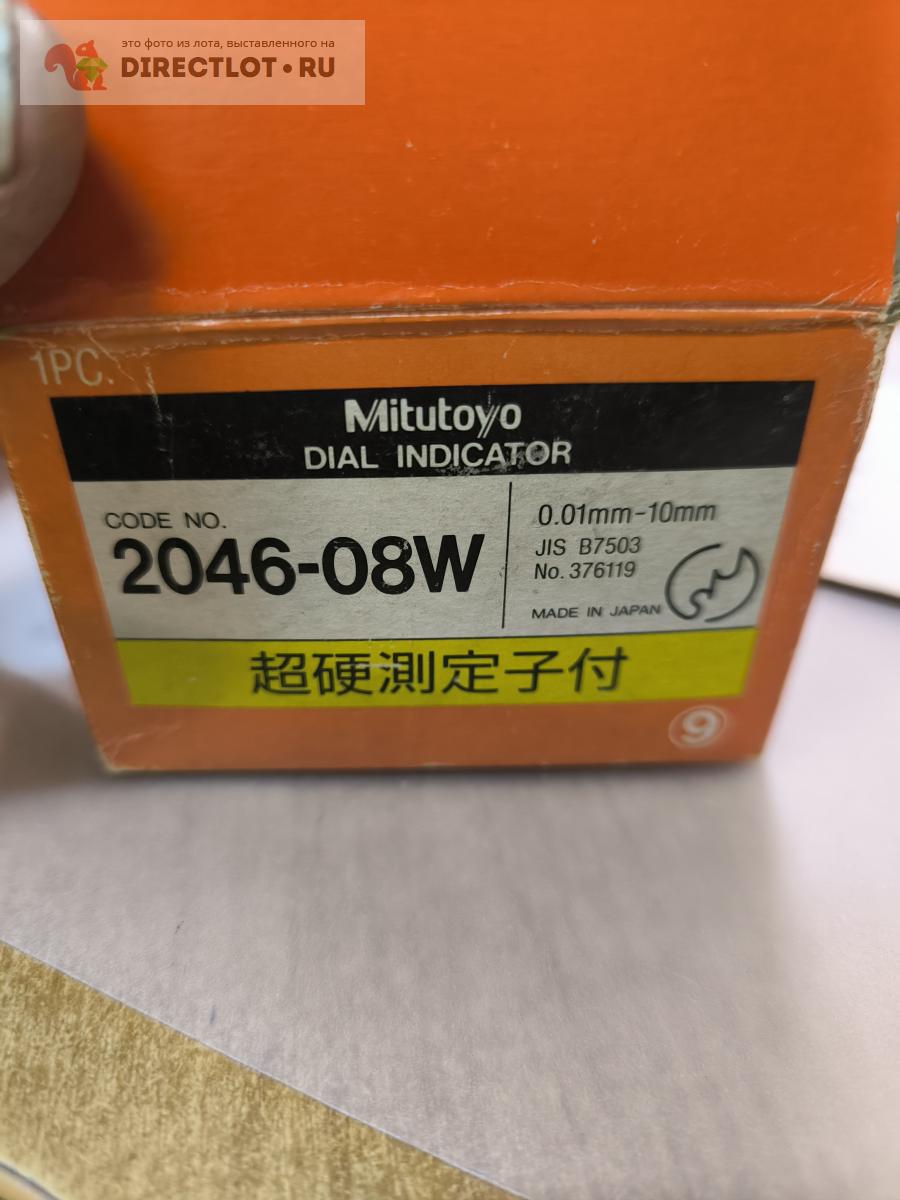 это фото из лота, выставленного на
DIRECTLOT•RU
1PC.
Mitutoyo
DIAL INDICATOR
CODE NO.
2046-08W
0.01mm-10mm
JIS B7503
No. 376119
MADE IN JAPAN
超硬測定子付
9